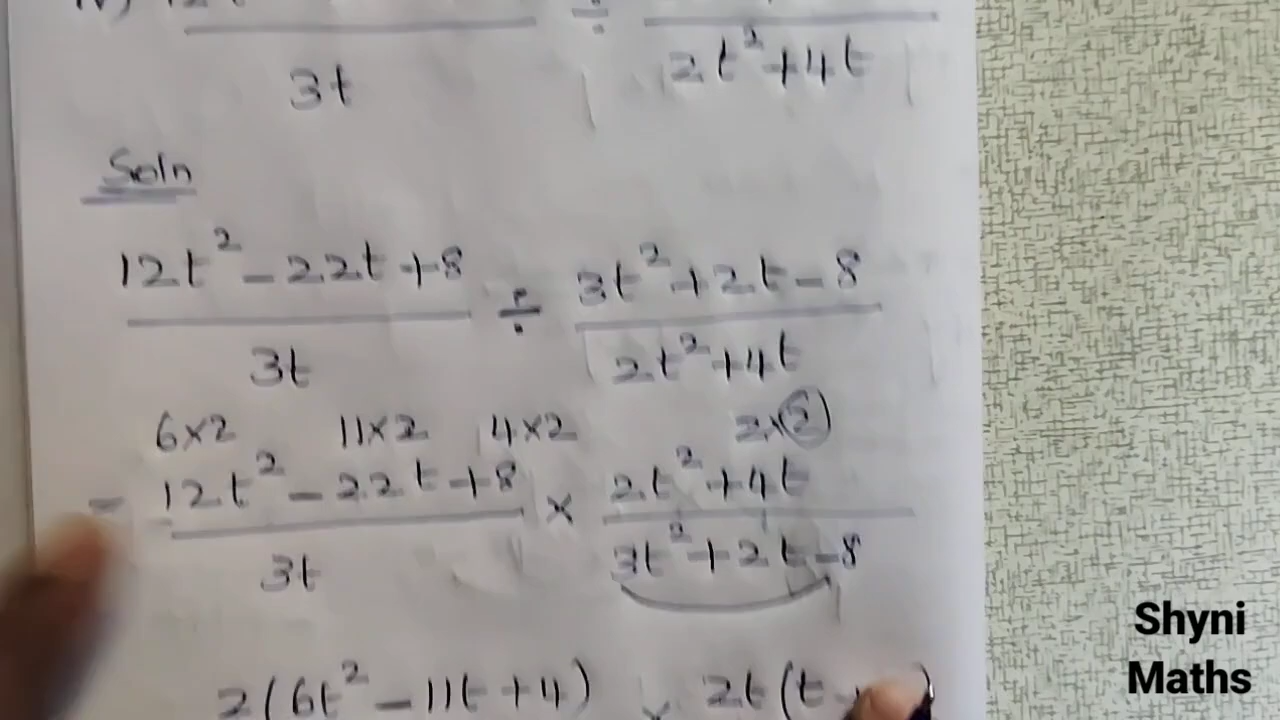 3t 2t²+4t
Soln
12t² - 22t + 8 ÷ 3t² + 2t - 8
3t 2t² + 4t
6×2 11×2 4×2 2×2
= 12t² - 22t + 8 × 2t² + 4t
3t 3t² + 2t - 8
2(6t² - 11t + 4) × 2t(t
Shyni
Maths